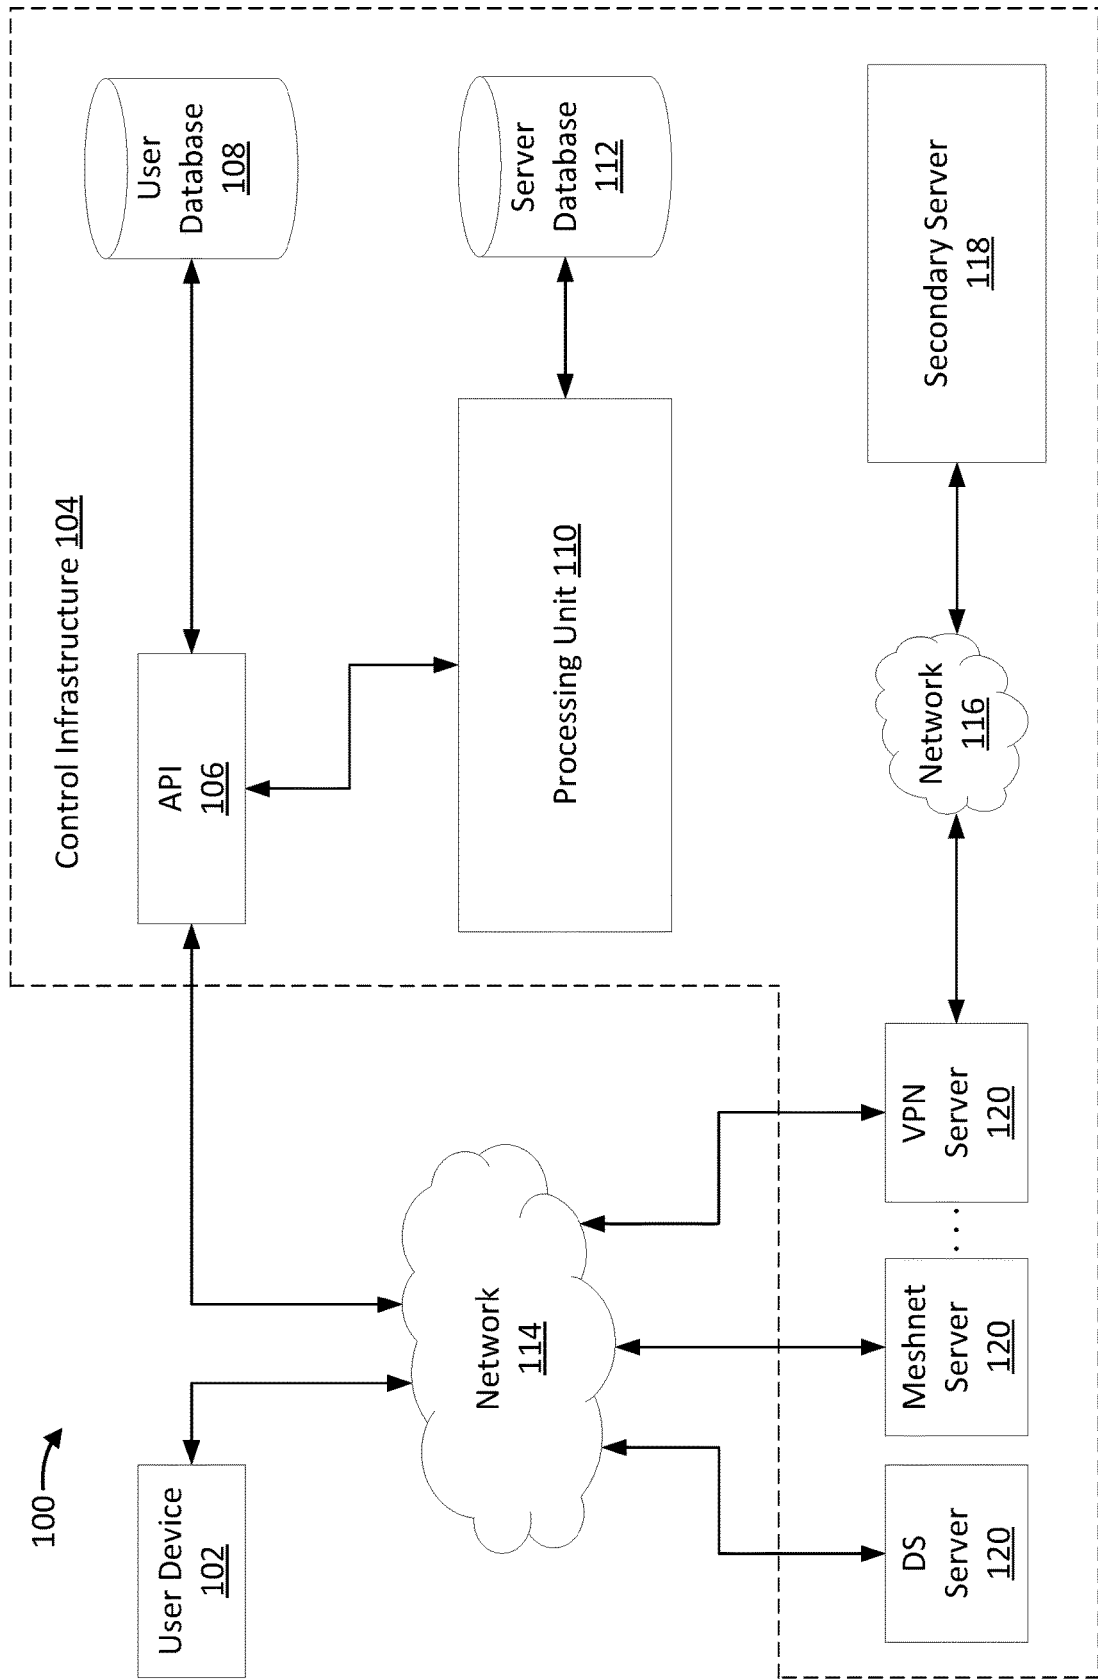 100
User Device
102
Control Infrastructure 104
API
106
User
Database
108
Network
114
Processing Unit 110
Server
Database
112
DS
Server
120
Meshnet
Server
120
. . .
VPN
Server
120
Network
116
Secondary Server
118